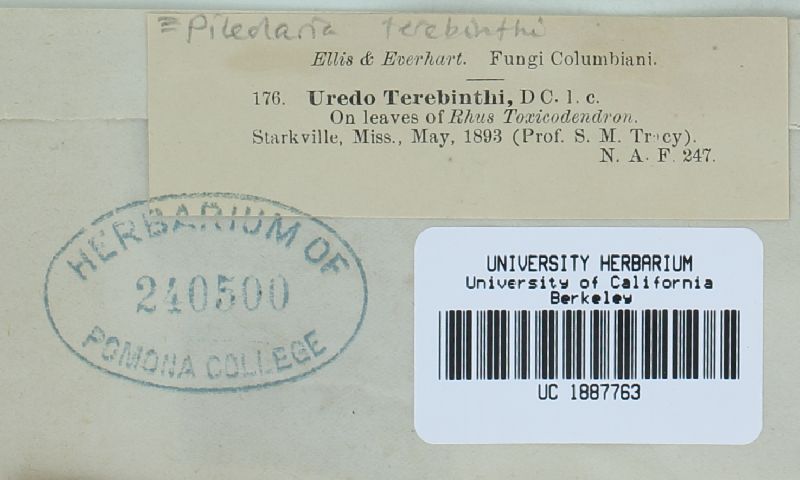 ≡ Pileolaria terebinthi
Ellis & Everhart. Fungi Columbiani.
176. Uredo Terebinthi, D C. l. c.
On leaves of Rhus Toxicodendron.
Starkville, Miss., May, 1893 (Prof. S. M. Tracy).
N. A. F. 247.
HERBARIUM OF
240500
POMONA COLLEGE
UNIVERSITY HERBARIUM
University of California
Berkeley
UC 1887763